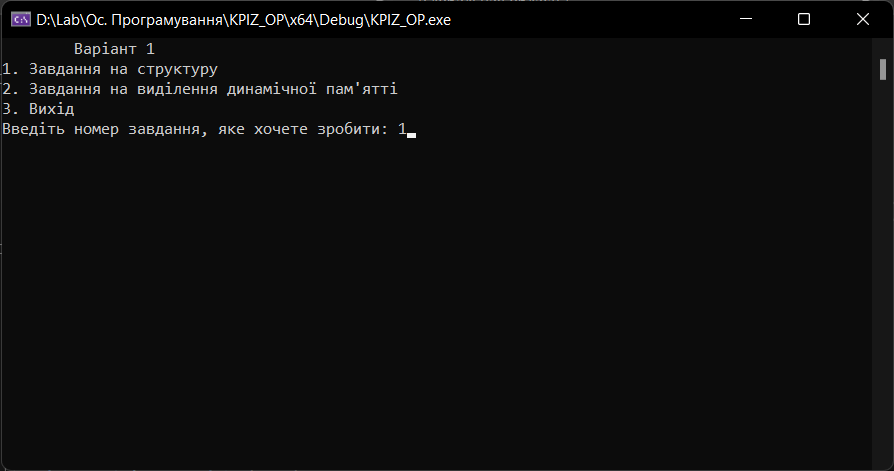 D:\Lab\Ос. Програмування\KPIZ_OP\x64\Debug\KPIZ_OP.exe
Варіант 1
1. Завдання на структуру
2. Завдання на виділення динамічної пам'ятті
3. Вихід
Введіть номер завдання, яке хочете зробити: 1